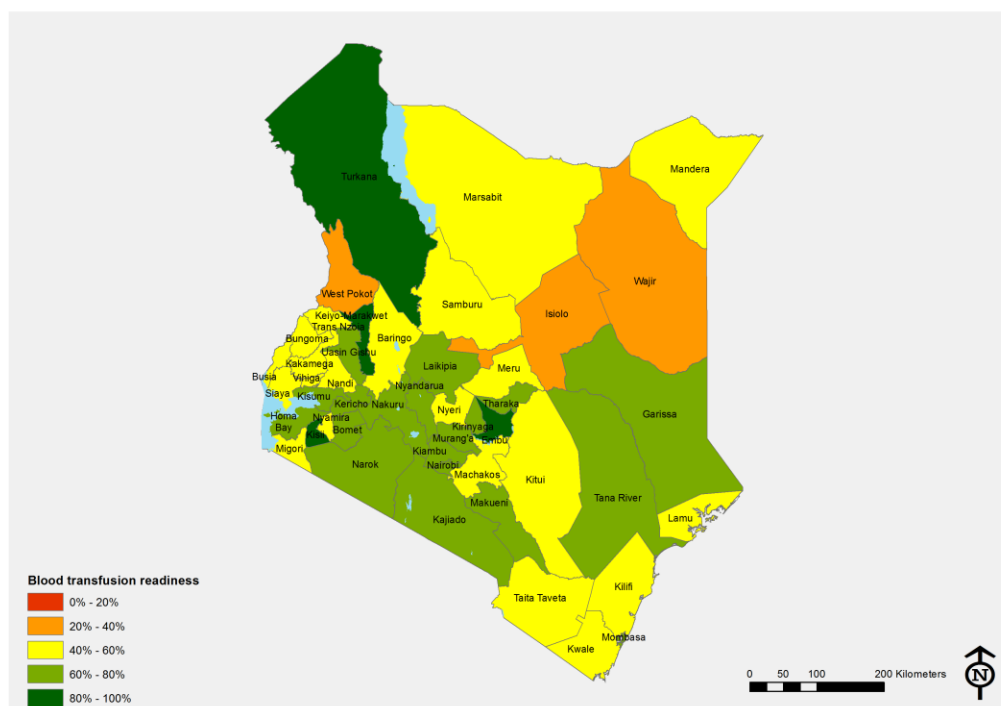 Turkana
Marsabit
Mandera
Wajir
West Pokot
Samburu
Isiolo
Keiyo-Marakwet
Trans Nzoia
Baringo
Bungoma
Uasin Gishu
Kakamega
Laikipia
Meru
Busia
Vihiga
Nandi
Nyandarua
Siaya
Kisumu
Kericho
Nakuru
Tharaka
Nyeri
Garissa
Homa
Bay
Nyamira
Kirinyaga
Kisii
Bomet
Murang'a
Embu
Migori
Kiambu
Narok
Nairobi
Machakos
Kitui
Makueni
Tana River
Kajiado
Lamu
Kilifi
Taita Taveta
Mombasa
Kwale
Blood transfusion readiness
0% - 20%
20% - 40%
40% - 60%
60% - 80%
80% - 100%
0 50 100 200 Kilometers
N